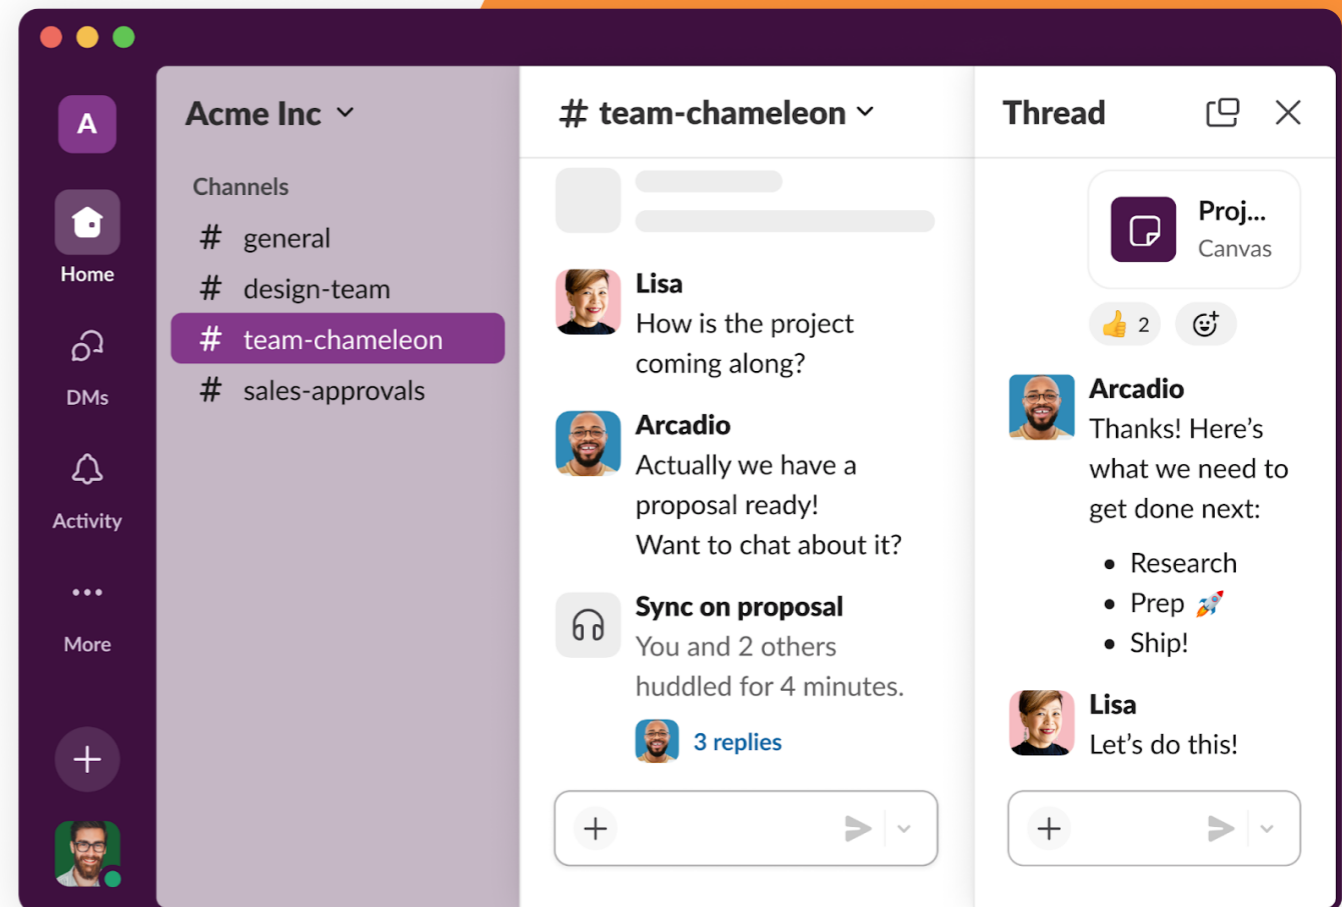 A
Home
DMs
Activity
More
Acme Inc
Channels
# general
# design-team
# team-chameleon
# sales-approvals
# team-chameleon
Lisa
How is the project
coming along?
Arcadio
Actually we have a
proposal ready!
Want to chat about it?
Sync on proposal
You and 2 others
huddled for 4 minutes.
3 replies
Thread
Proj...
Canvas
👍 2
Arcadio
Thanks! Here’s
what we need to
get done next:
• Research
• Prep 🚀
• Ship!
Lisa
Let’s do this!